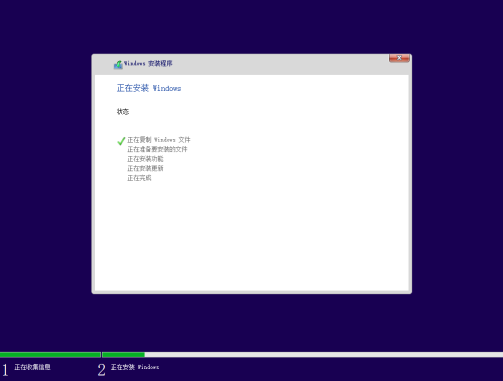 Windows 安装程序
正在安装 Windows
状态
正在复制 Windows 文件
正在准备要安装的文件
正在安装功能
正在安装更新
正在完成
1 正在收集信息
2 正在安装 Windows